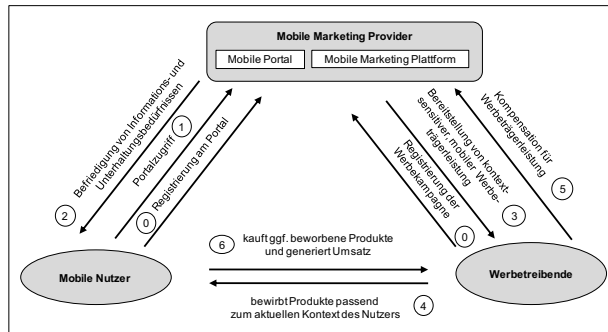 Mobile Marketing Provider
Mobile Portal
Mobile Marketing Plattform
Befriedigung von Informations- und
Unterhaltungsbedürfnissen
2
Portalzugriff
1
0
Registrierung am Portal
Registrierung der
Werbekampagne
0
Bereitstellung von kontext-
sensitiver, mobiler Werbe-
trägerleistung
3
Kompensation für
Werbeträgerleistung
5
Mobile Nutzer
6
kauft ggf. beworbene Produkte
und generiert Umsatz
bewirbt Produkte passend
zum aktuellen Kontext des Nutzers
4
Werbetreibende